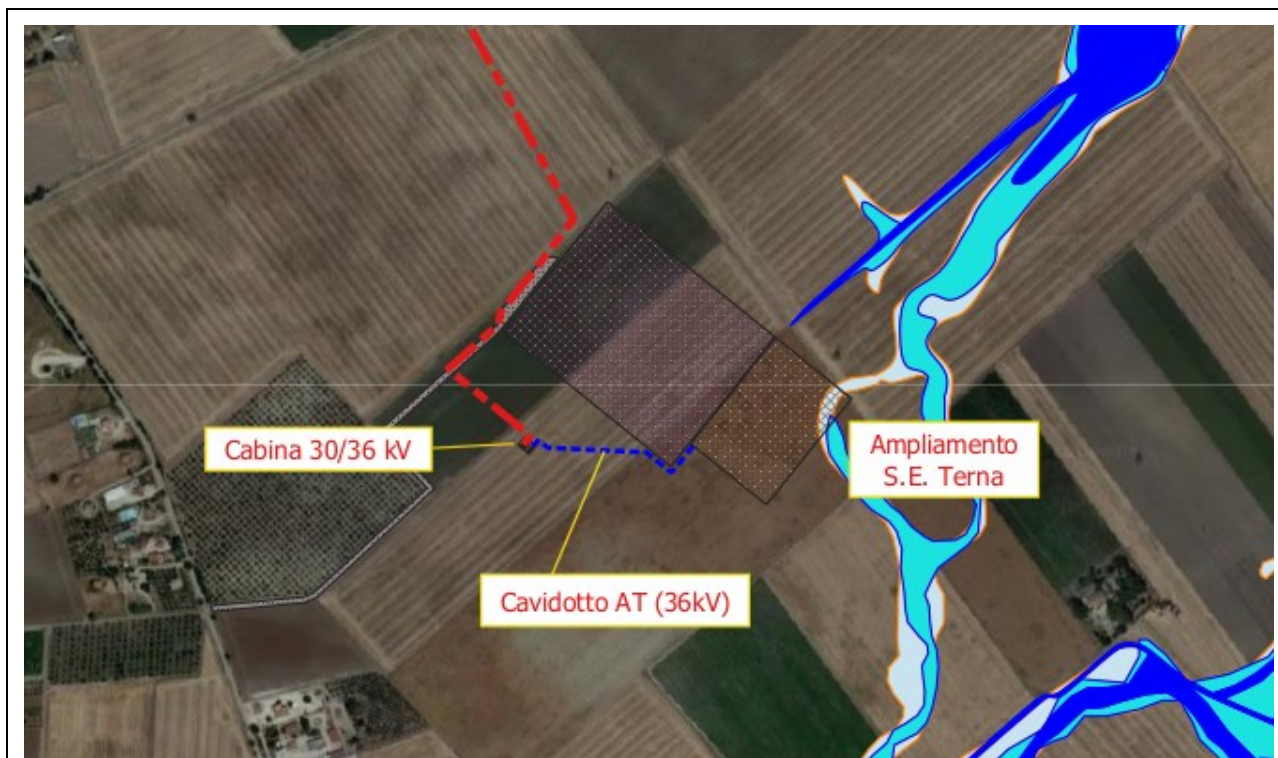 Cabina 30/36 kV
Ampliamento
S.E. Terna
Cavidotto AT (36kV)